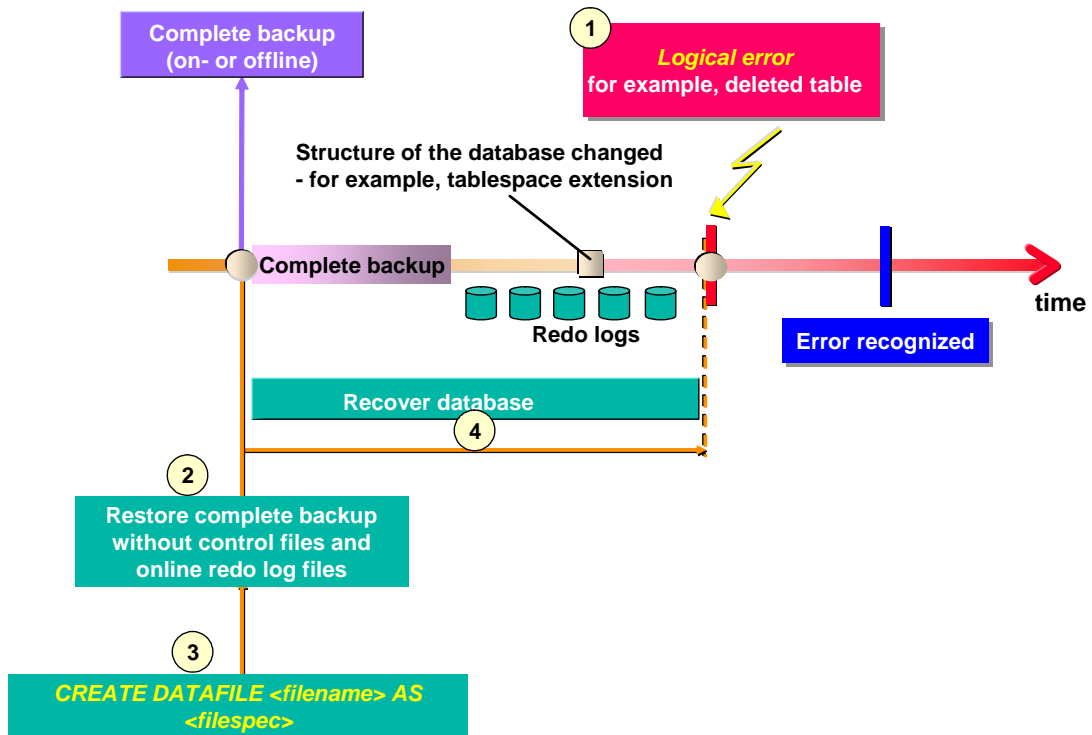 Complete backup
(on- or offline)
1
Logical error
for example, deleted table
Structure of the database changed
- for example, tablespace extension
Complete backup
time
Redo logs
Error recognized
Recover database
4
2
Restore complete backup
without control files and
online redo log files
3
CREATE DATAFILE <filename> AS
<filespec>